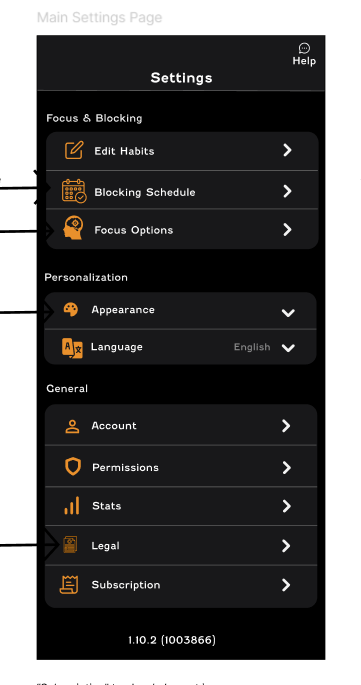 Main Settings Page
Help
Settings
Focus & Blocking
Edit Habits
Blocking Schedule
Focus Options
Personalization
Appearance
Language English
General
Account
Permissions
Stats
Legal
Subscription
1.10.2 (1003866)